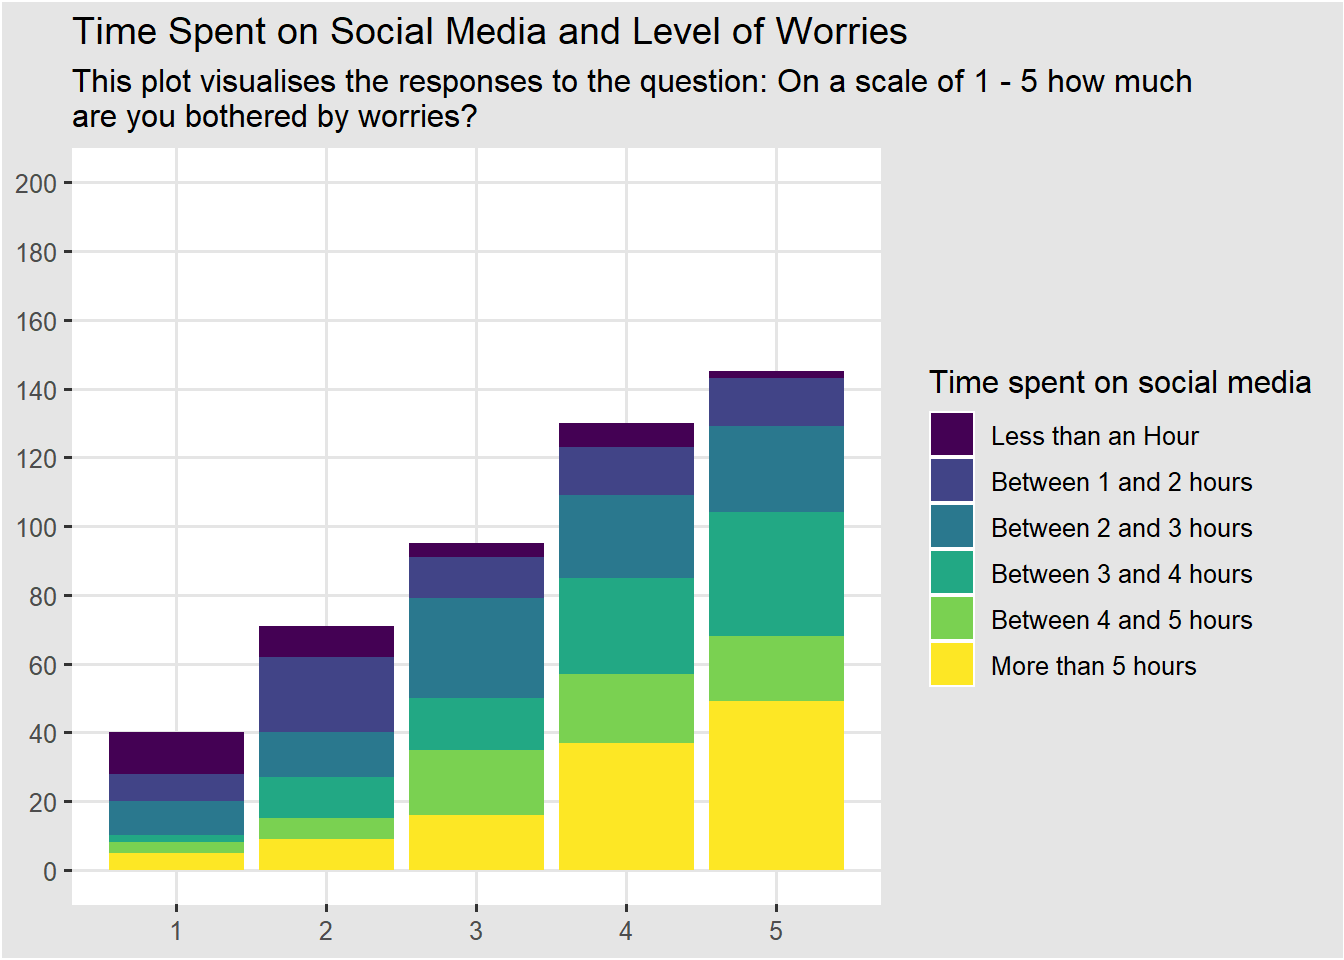 Time Spent on Social Media and Level of Worries
This plot visualises the responses to the question: On a scale of 1 - 5 how much
are you bothered by worries?
200
180
160
140
120
100
80
60
40
20
0
1 2 3 4 5
Time spent on social media
Less than an Hour
Between 1 and 2 hours
Between 2 and 3 hours
Between 3 and 4 hours
Between 4 and 5 hours
More than 5 hours